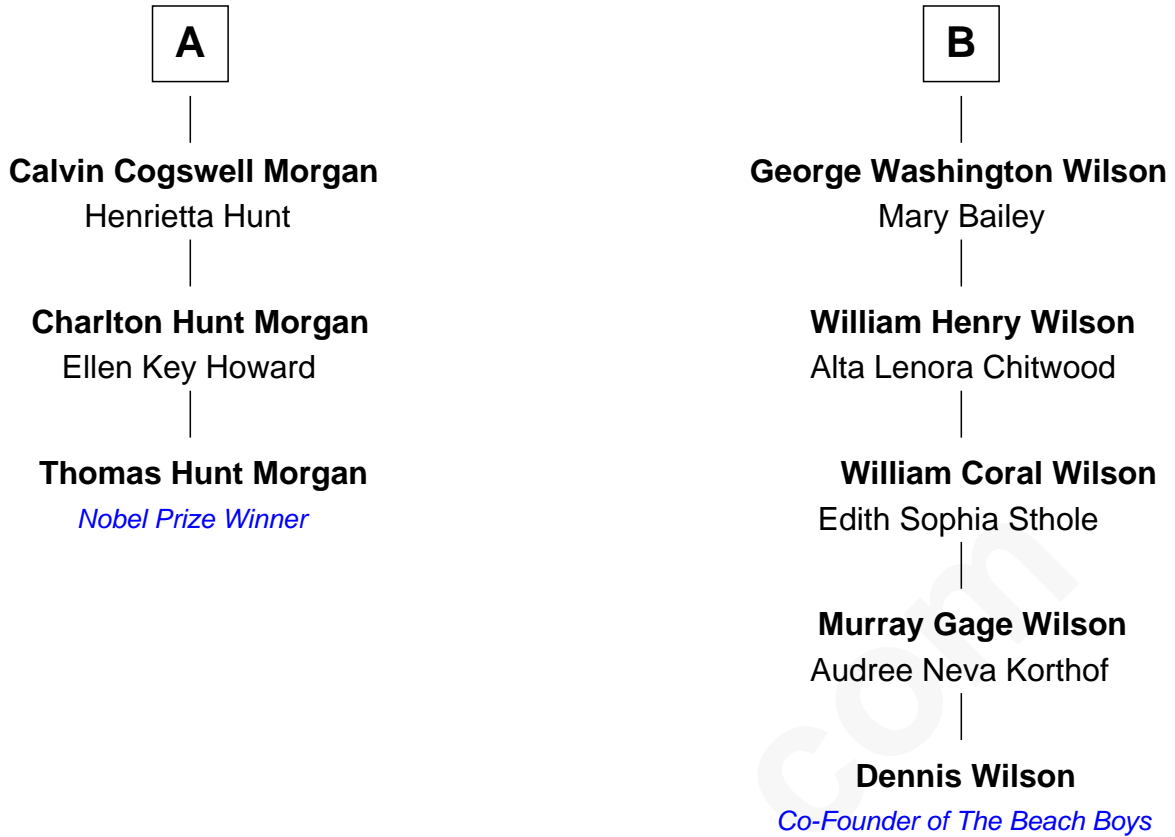 A
Calvin Cogswell Morgan
Henrietta Hunt
Charlton Hunt Morgan
Ellen Key Howard
Thomas Hunt Morgan
Nobel Prize Winner
B
George Washington Wilson
Mary Bailey
William Henry Wilson
Alta Lenora Chitwood
William Coral Wilson
Edith Sophia Sthole
Murray Gage Wilson
Audree Neva Korthof
Dennis Wilson
Co-Founder of The Beach Boys
com